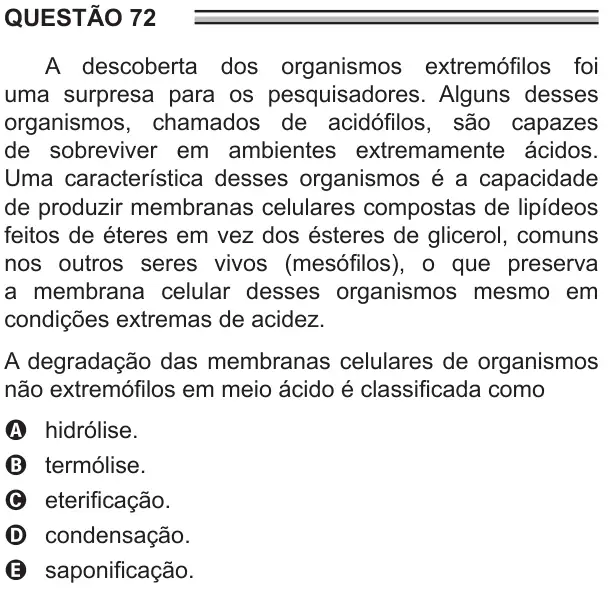 QUESTÃO 72
A descoberta dos organismos extremófilos foi
uma surpresa para os pesquisadores. Alguns desses
organismos, chamados de acidófilos, são capazes
de sobreviver em ambientes extremamente ácidos.
Uma característica desses organismos é a capacidade
de produzir membranas celulares compostas de lipídeos
feitos de éteres em vez dos ésteres de glicerol, comuns
nos outros seres vivos (mesófilos), o que preserva
a membrana celular desses organismos mesmo em
condições extremas de acidez.
A degradação das membranas celulares de organismos
não extremófilos em meio ácido é classificada como
A hidrólise.
B termólise.
C eterificação.
D condensação.
E saponificação.